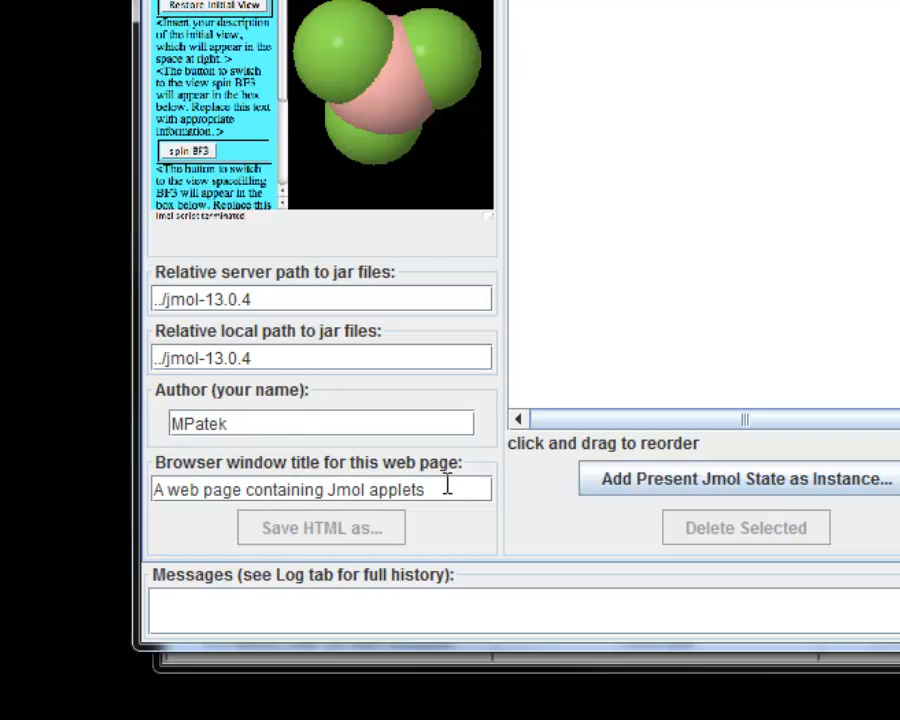 Restore Initial View
<Insert your description
of the initial view,
which will appear in the
space at right. >
<The button to switch
to the view spin BF3
will appear in the box
below. Replace this text
with appropriate
information. >
spin BF3
<The button to switch
to the view spacefilling
BF3 will appear in the
box below. Replace this
Jmol script terminated
Relative server path to jar files:
../jmol-13.0.4
Relative local path to jar files:
../jmol-13.0.4
Author (your name):
MPatek
Browser window title for this web page:
A web page containing Jmol applets
Save HTML as...
click and drag to reorder
Add Present Jmol State as Instance...
Delete Selected
Messages (see Log tab for full history):